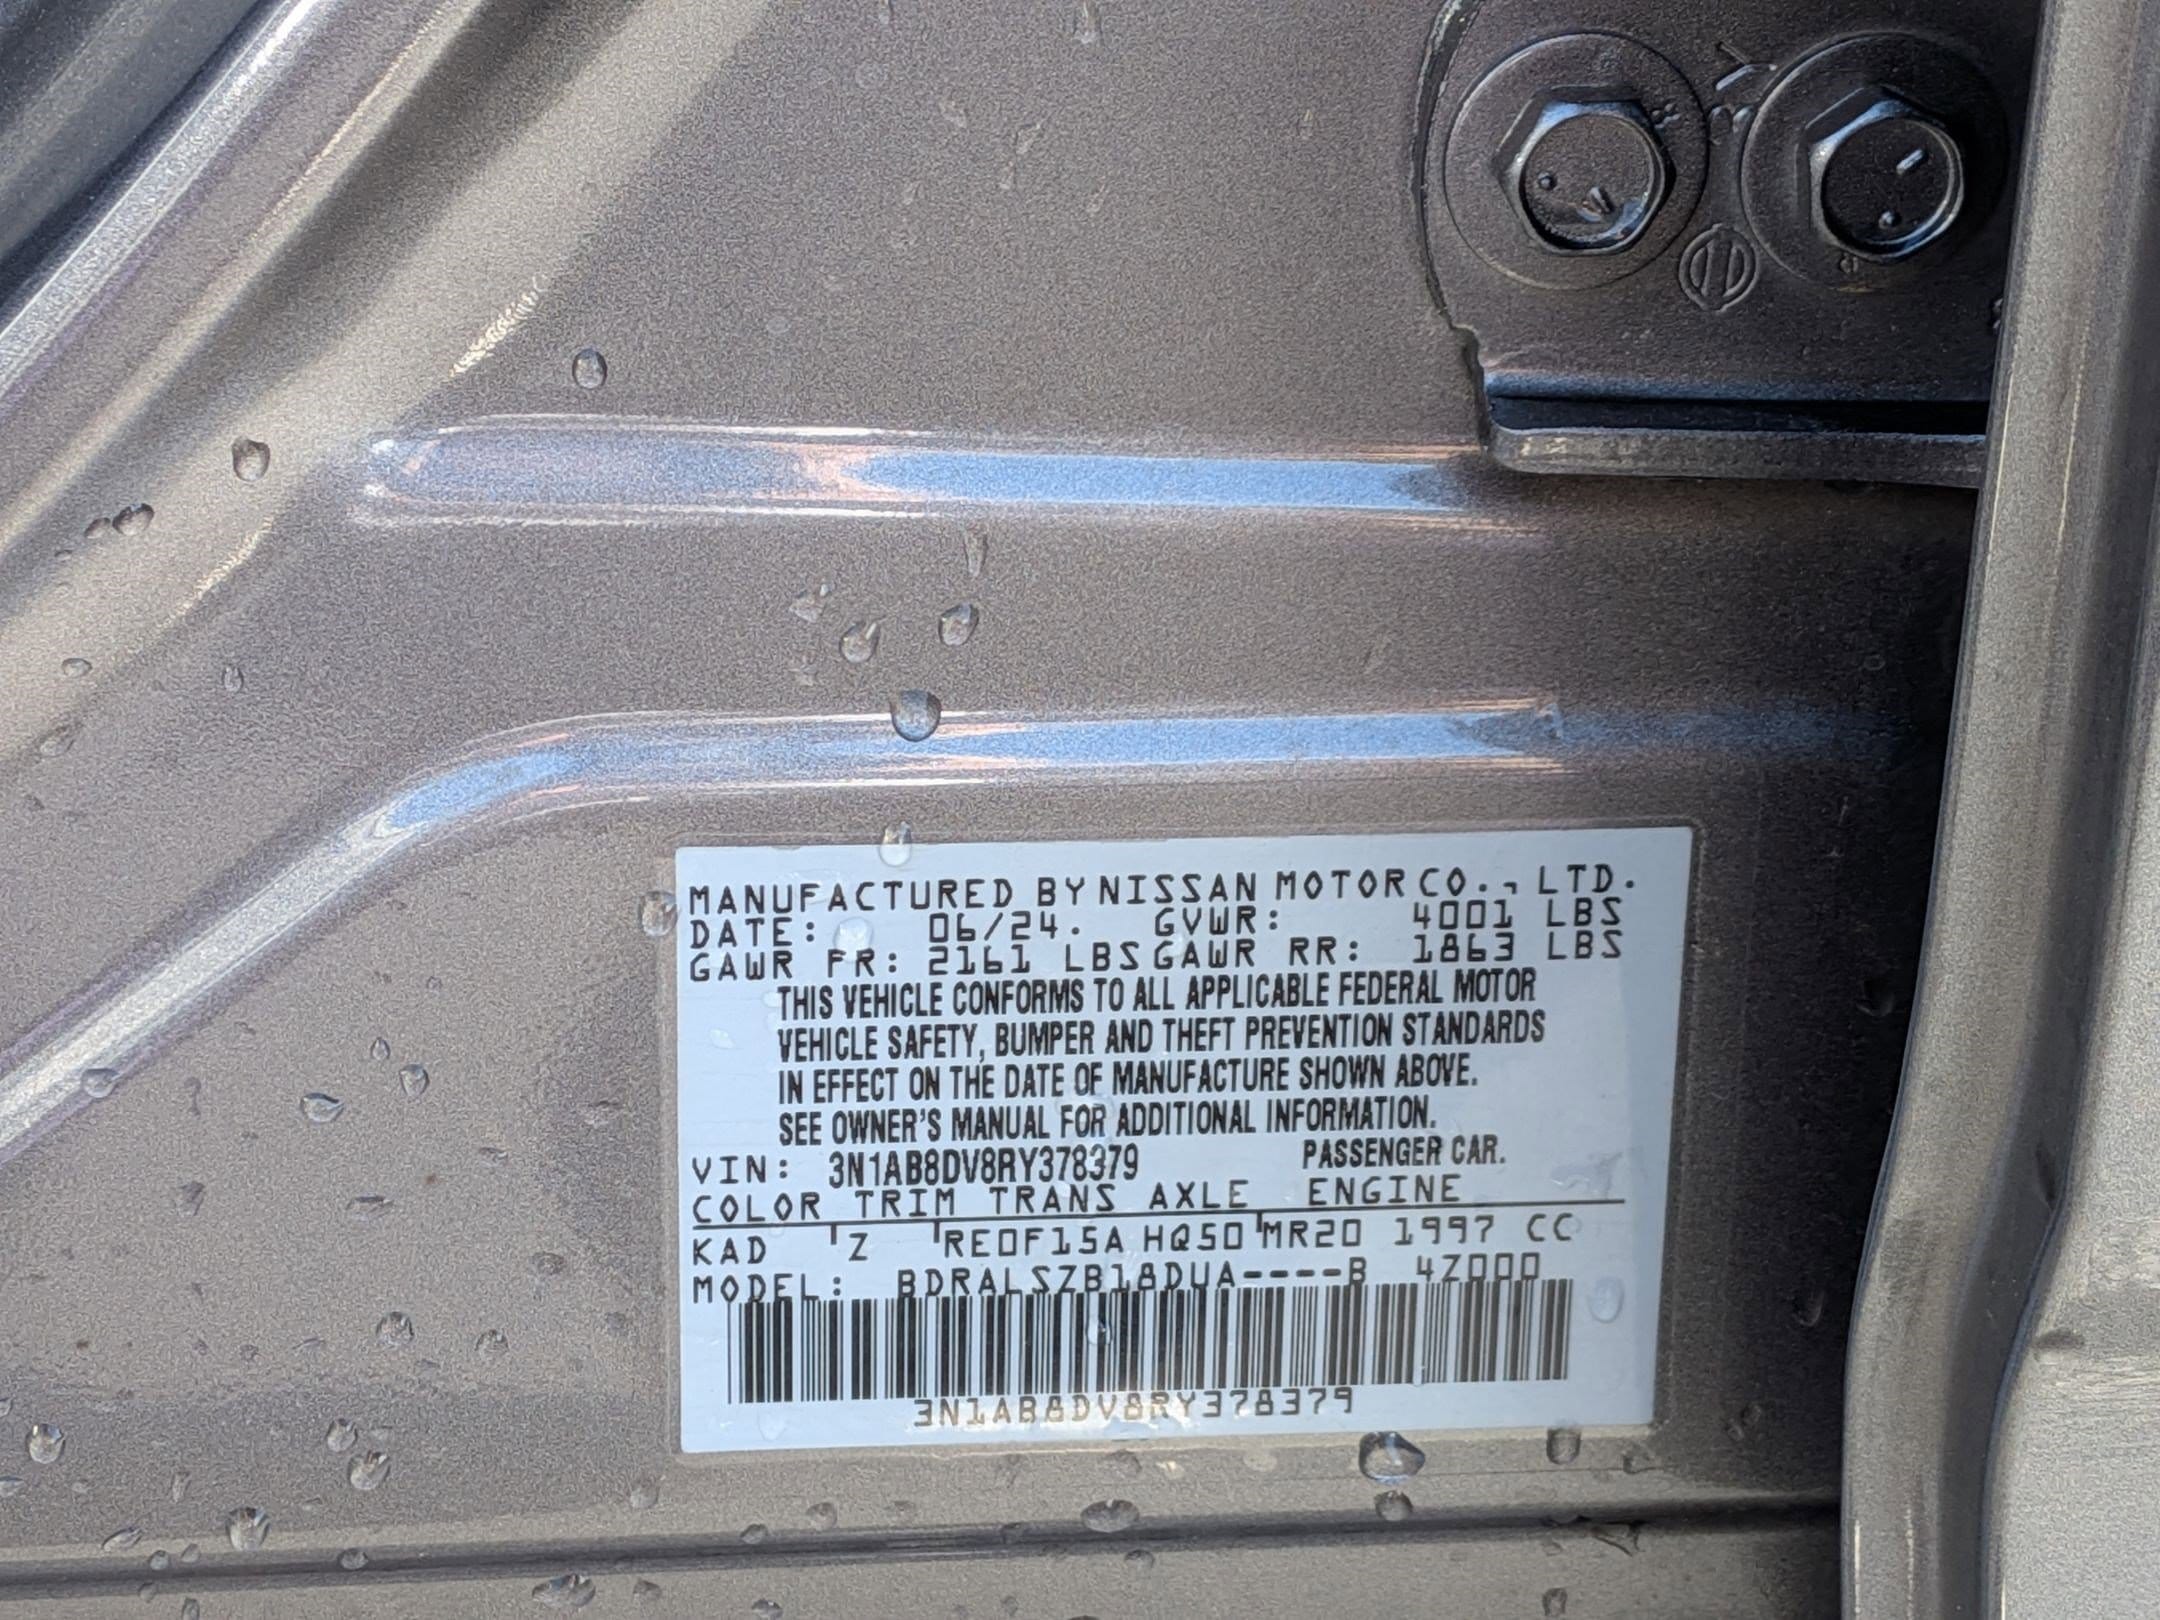 MANUFACTURED BY NISSAN MOTOR CO., LTD.
DATE: 06/24. GVWR: 4001 LBS
GAWR FR: 2161 LBS GAWR RR: 1863 LBS
THIS VEHICLE CONFORMS TO ALL APPLICABLE FEDERAL MOTOR
VEHICLE SAFETY, BUMPER AND THEFT PREVENTION STANDARDS
IN EFFECT ON THE DATE OF MANUFACTURE SHOWN ABOVE.
SEE OWNER'S MANUAL FOR ADDITIONAL INFORMATION.
VIN: 3N1AB8DV8RY378379 PASSENGER CAR.
COLOR TRIM TRANS AXLE ENGINE
KAD Z RE0F15A HQ50 MR20 1997 CC
MODEL: BDRALSZB18DUA----B 4Z000
3N1AB8DV8RY378379